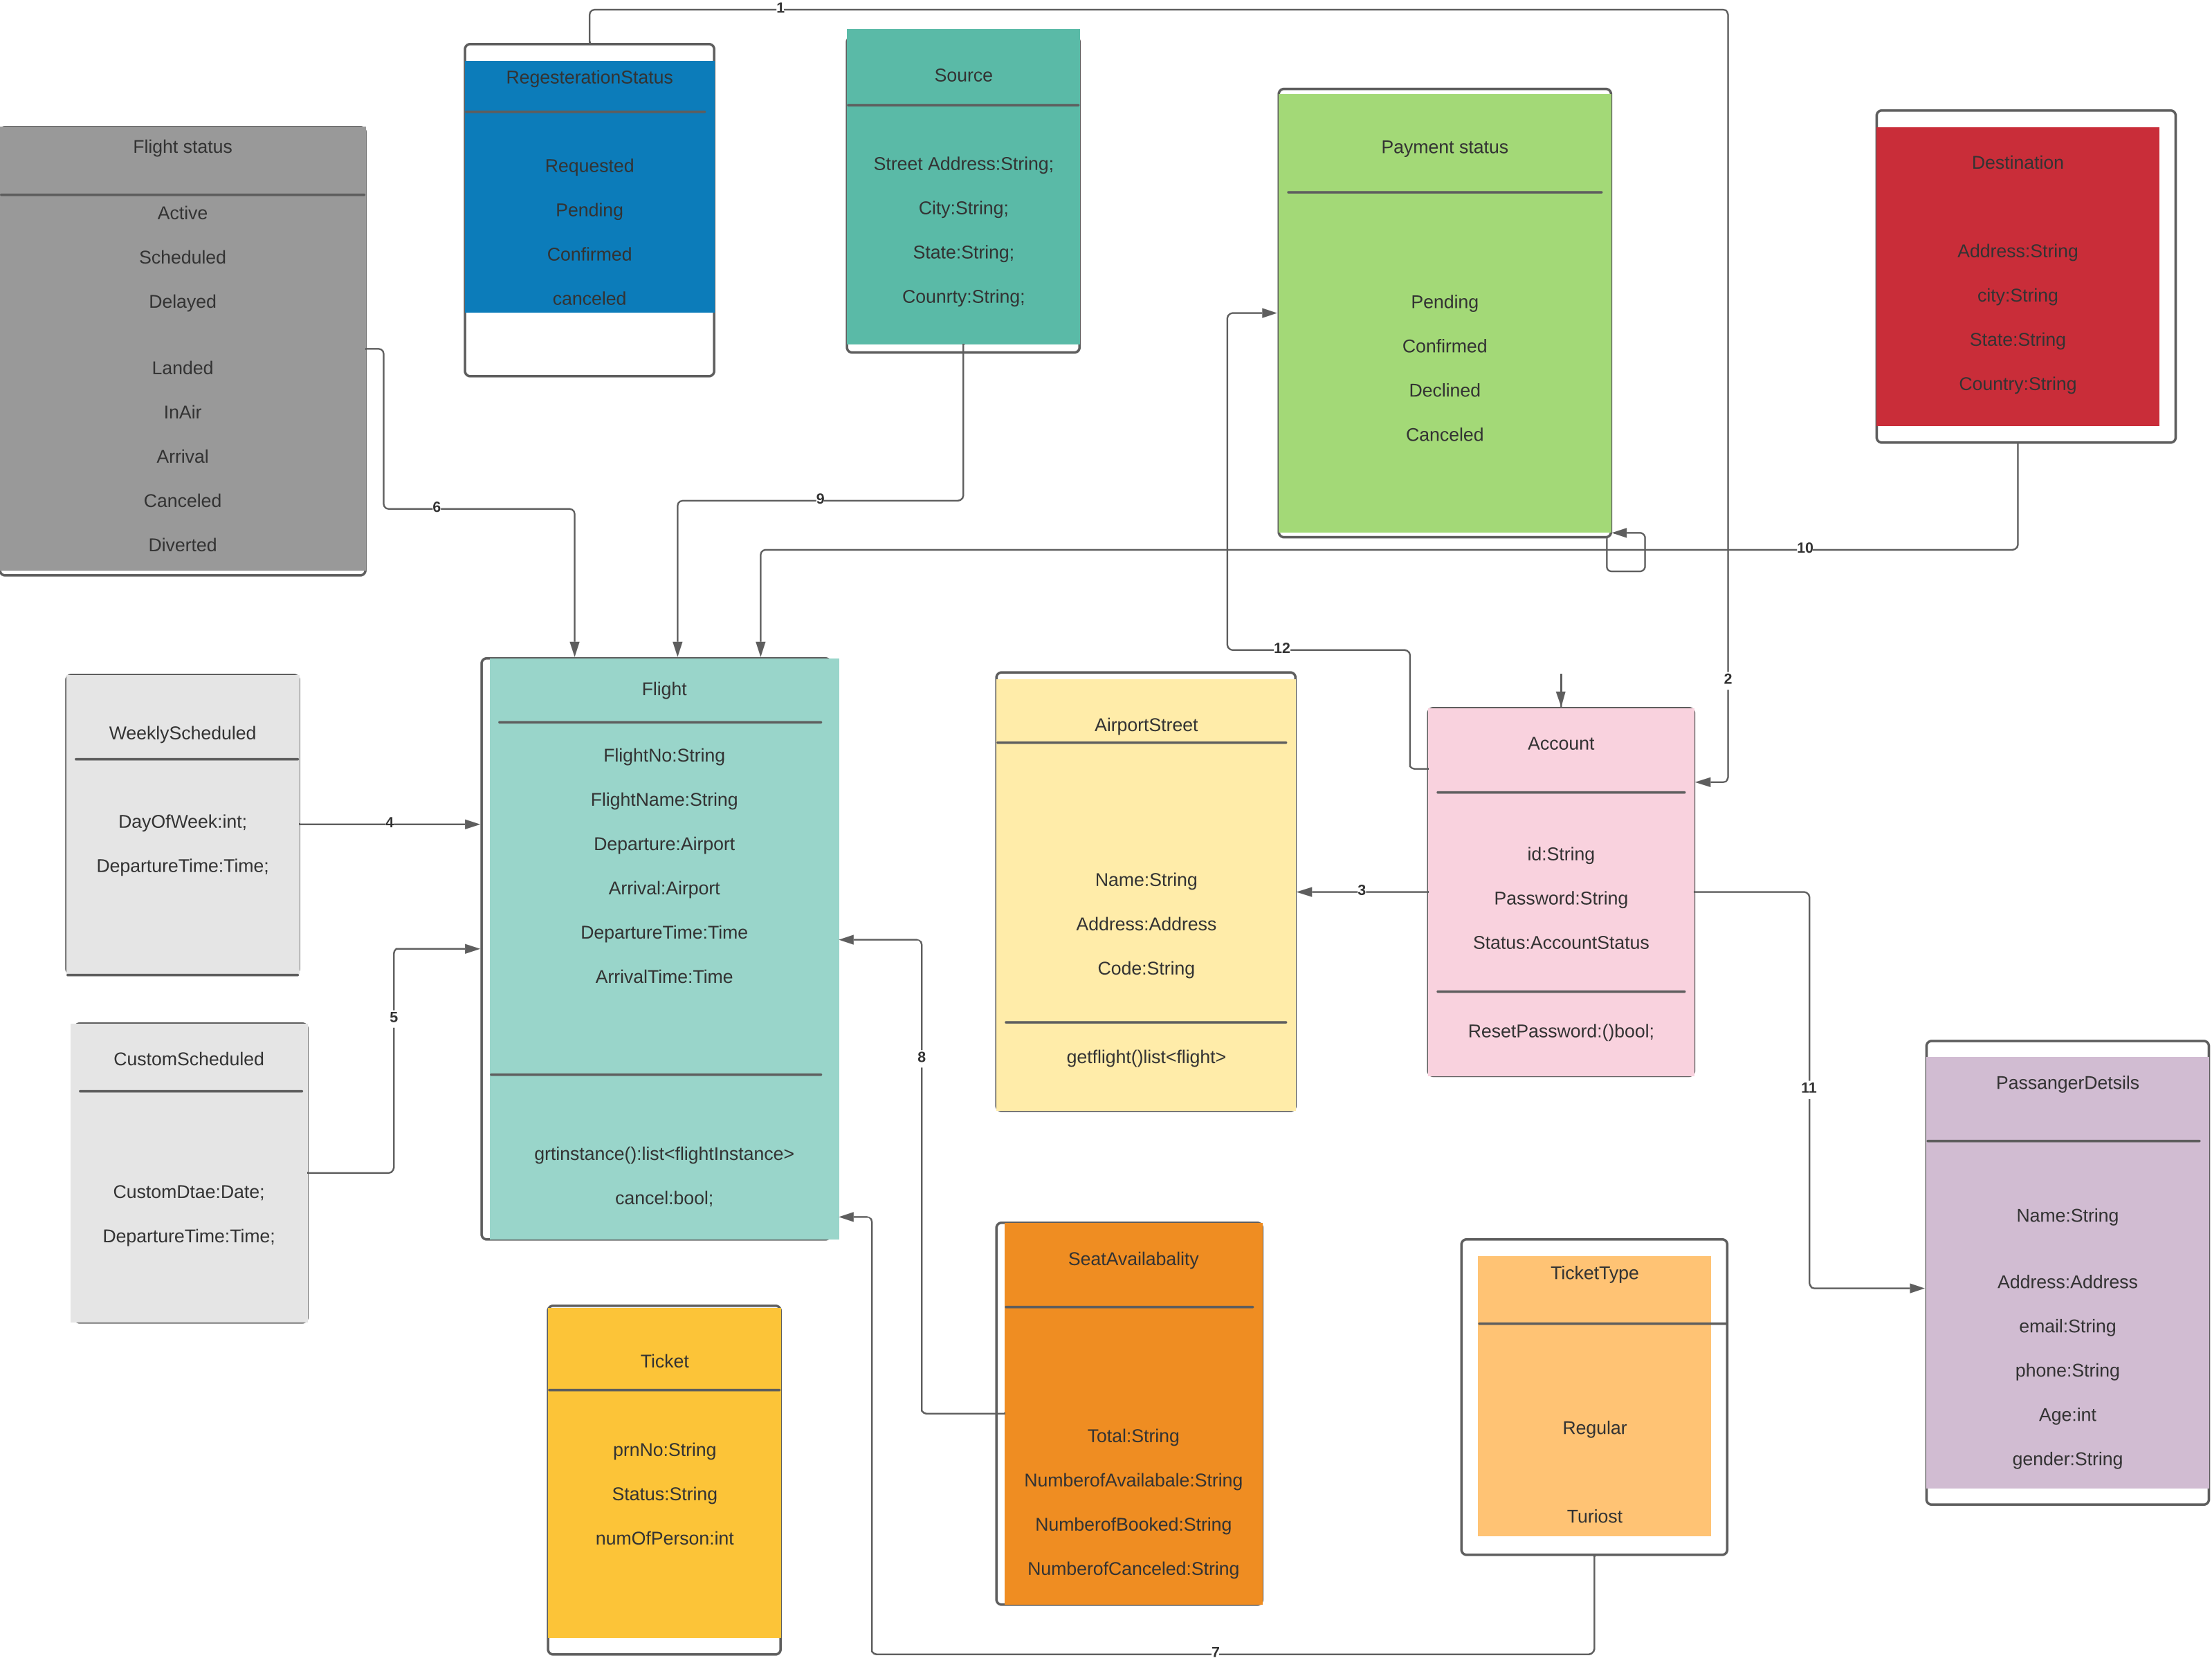 1
RegesterationStatus
Requested
Pending
Confirmed
canceled
Source
Street Address:String;
City:String;
State:String;
Counrty:String;
Payment status
Pending
Confirmed
Declined
Canceled
Destination
Address:String
city:String
State:String
Country:String
Flight status
Active
Scheduled
Delayed
Landed
InAir
Arrival
Canceled
Diverted
6
9
10
12
2
WeeklyScheduled
DayOfWeek:int;
DepartureTime:Time;
4
Flight
FlightNo:String
FlightName:String
Departure:Airport
Arrival:Airport
DepartureTime:Time
ArrivalTime:Time
grtinstance():list<flightInstance>
cancel:bool;
AirportStreet
Name:String
Address:Address
Code:String
getflight()list<flight>
3
Account
id:String
Password:String
Status:AccountStatus
ResetPassword:()bool;
5
CustomScheduled
CustomDtae:Date;
DepartureTime:Time;
8
11
PassangerDetsils
Name:String
Address:Address
email:String
phone:String
Age:int
gender:String
Ticket
prnNo:String
Status:String
numOfPerson:int
SeatAvailabality
Total:String
NumberofAvailabale:String
NumberofBooked:String
NumberofCanceled:String
TicketType
Regular
Turiost
7